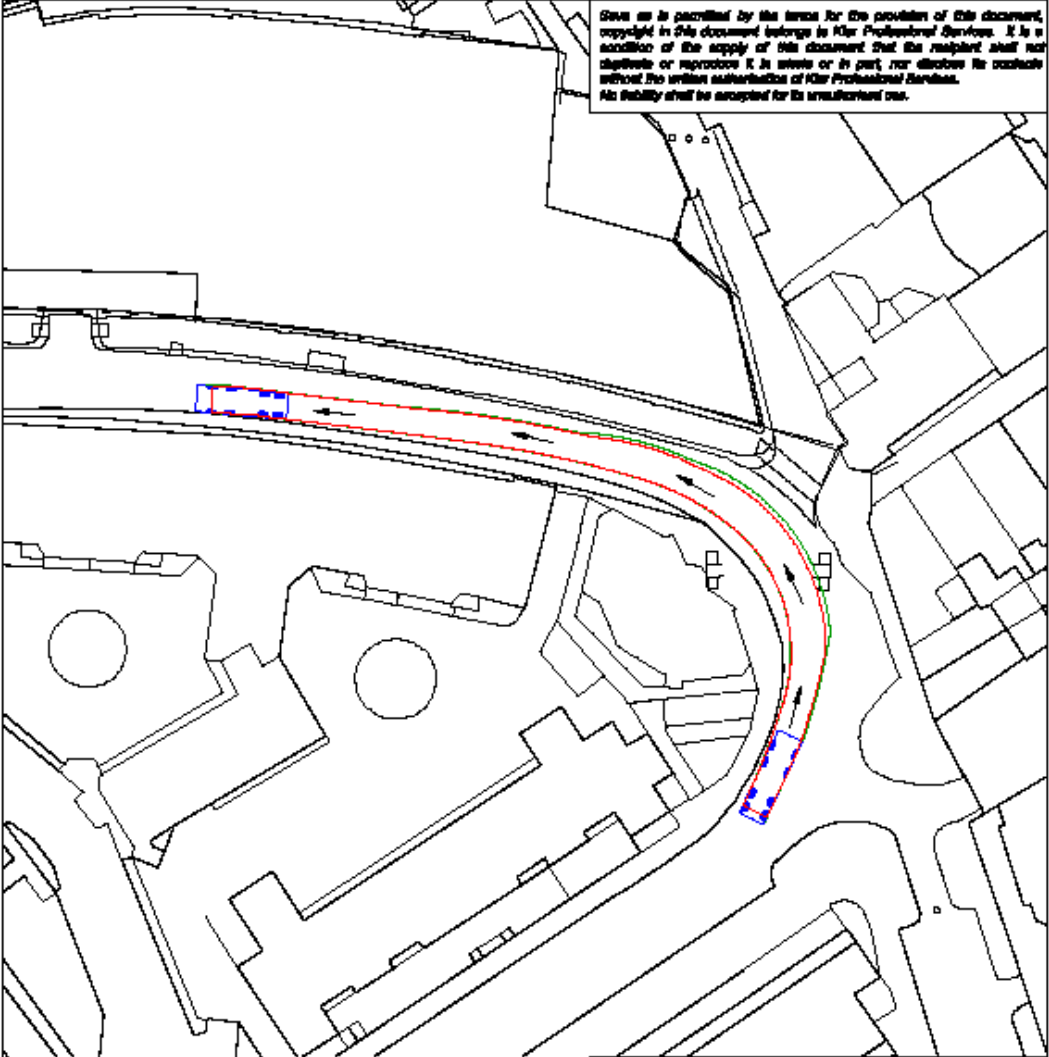 Save as is permitted by the terms for the provision of this document,
copyright in this document belongs to Kier Professional Services. It is a
condition of the supply of this document that the recipient shall not
duplicate or reproduce it in whole or in part, nor disclose its contents
without the written authorisation of Kier Professional Services.
No liability shall be accepted for its unauthorised use.